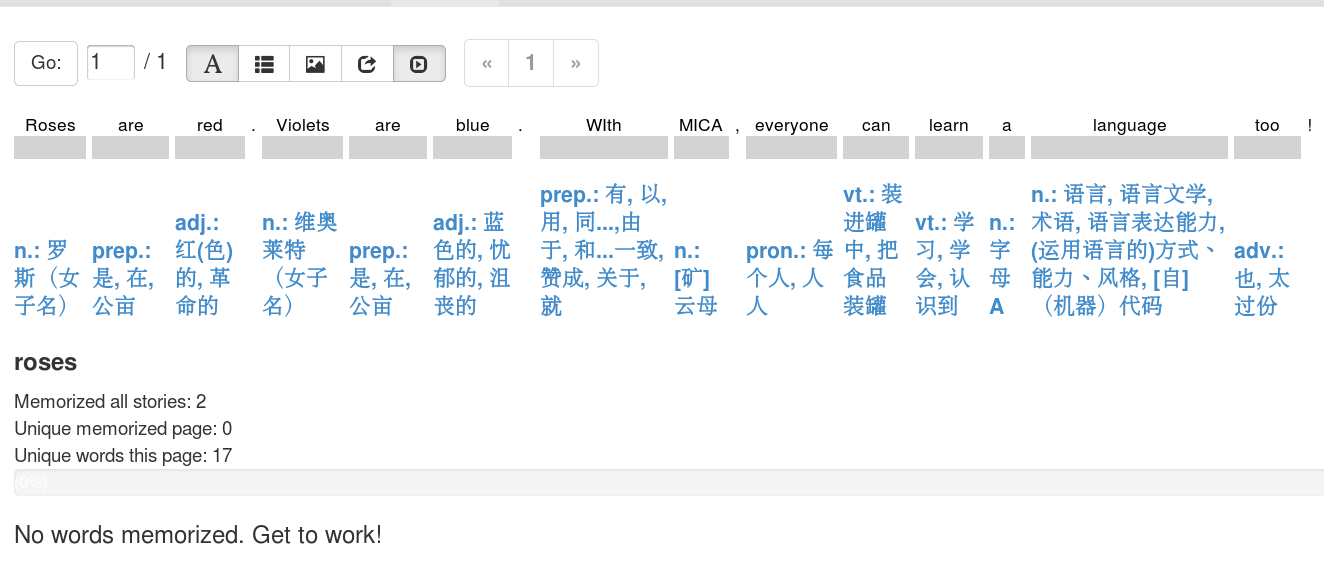 Go: 1 / 1 A « 1 »
Roses are red . Violets are blue . WIth MICA , everyone can learn a language too !
n.: 罗斯（女子名）
prep.: 是, 在, 公亩
adj.: 红(色)的, 革命的
n.: 维奥莱特（女子名）
prep.: 是, 在, 公亩
adj.: 蓝色的, 忧郁的, 沮丧的
prep.: 有, 以, 用, 同...,由于, 和...一致, 赞成, 关于, 就
n.: [矿] 云母
pron.: 每个人, 人人
vt.: 装进罐中, 把食品装罐
vt.: 学习, 学会, 认识到
n.: 字母 A
n.: 语言, 语言文学, 术语, 语言表达能力, (运用语言的)方式、能力、风格, [自]（机器）代码
adv.: 也, 太过份
roses
Memorized all stories: 2
Unique memorized page: 0
Unique words this page: 17
(0%)
No words memorized. Get to work!